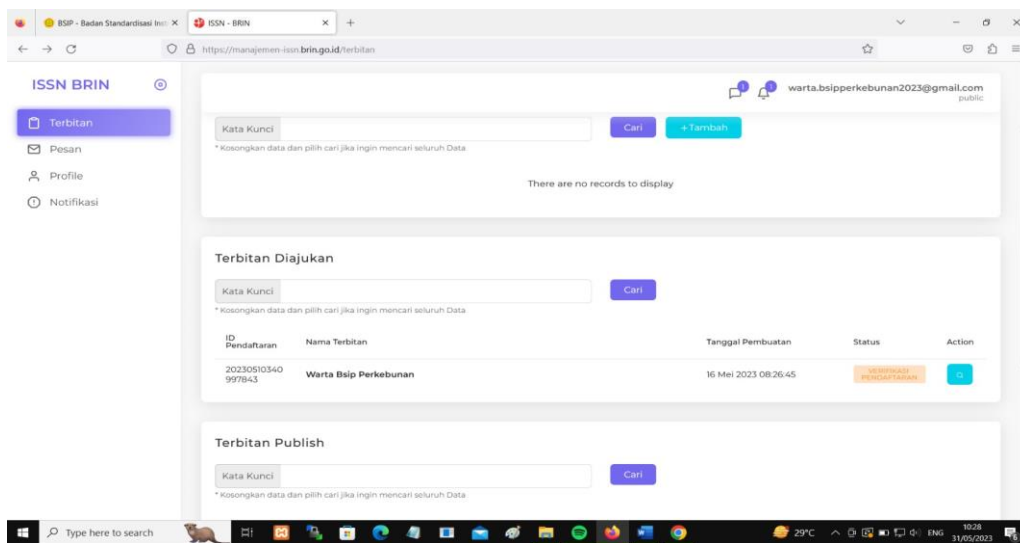 BSIP - Badan Standardisasi Inst
ISSN - BRIN
https://manajemen-issn.brin.go.id/terbitan
ISSN BRIN
Terbitan
Pesan
Profile
Notifikasi
1
1
warta.bsipperkebunan2023@gmail.com
public
Kata Kunci
Cari
+Tambah
* Kosongkan data dan pilih cari jika ingin mencari seluruh Data
There are no records to display
Terbitan Diajukan
Kata Kunci
Cari
* Kosongkan data dan pilih cari jika ingin mencari seluruh Data
ID Pendaftaran Nama Terbitan Tanggal Pembuatan Status Action
20230510340
997843
Warta Bsip Perkebunan
16 Mei 2023 08:26:45
VERIFIKASI
PENDAFTARAN
Terbitan Publish
Kata Kunci
Cari
* Kosongkan data dan pilih cari jika ingin mencari seluruh Data
Type here to search
29°C
ENG
10:28
31/05/2023